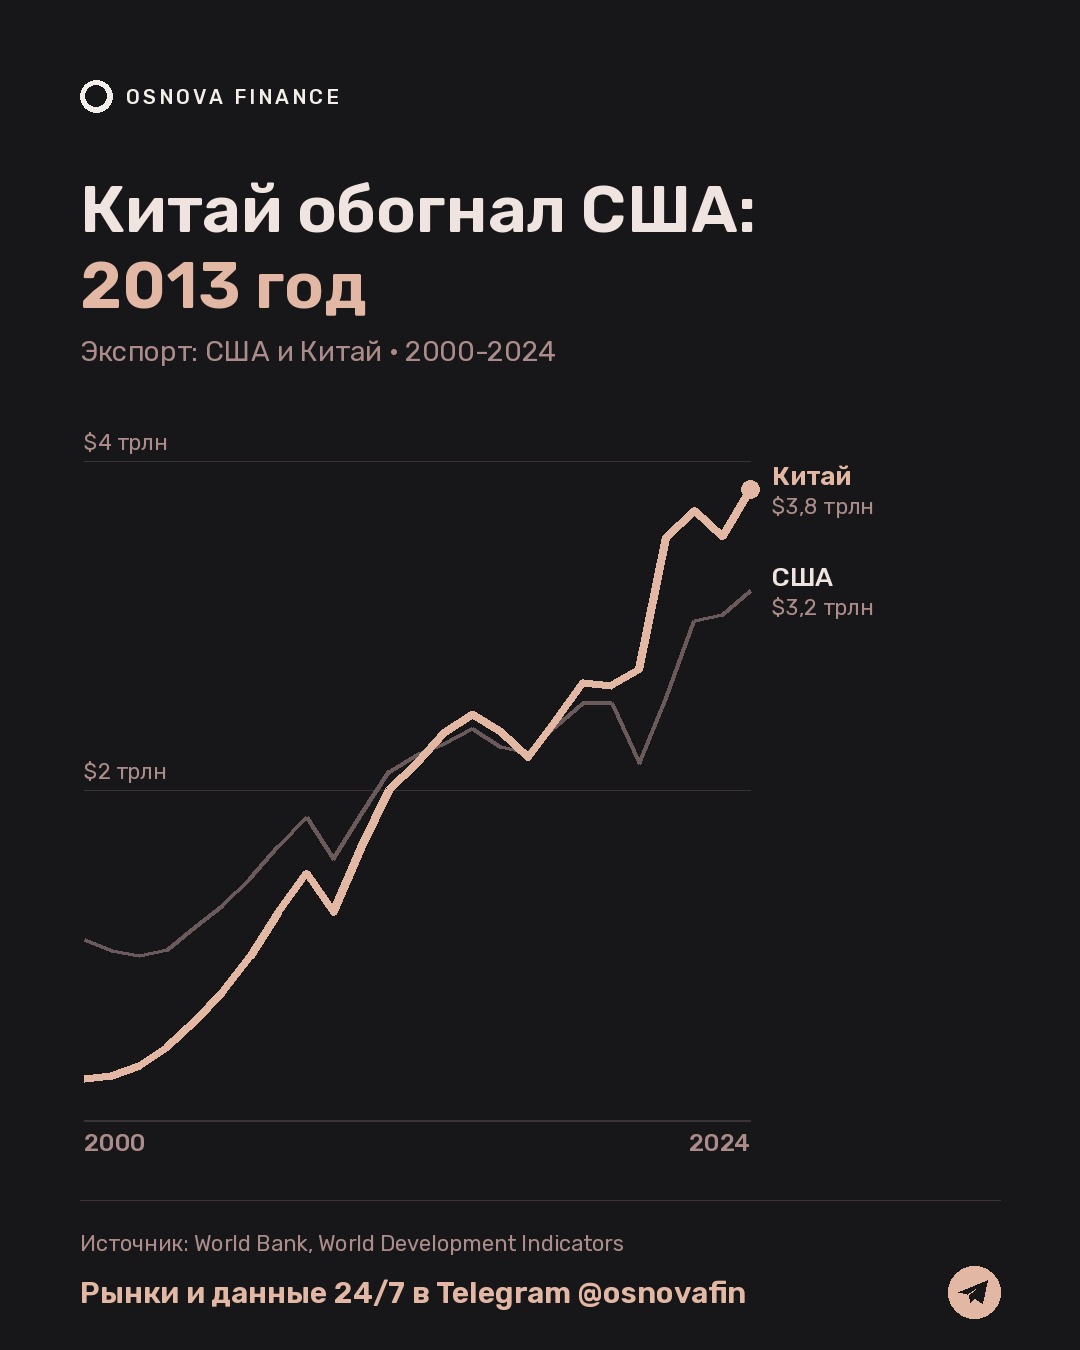 OSNOVA FINANCE
Китай обогнал США:
2013 год
Экспорт: США и Китай • 2000-2024
$4 трлн
Китай
$3,8 трлн
США
$3,2 трлн
$2 трлн
2000
2024
Источник: World Bank, World Development Indicators
Рынки и данные 24/7 в Telegram @osnovafin